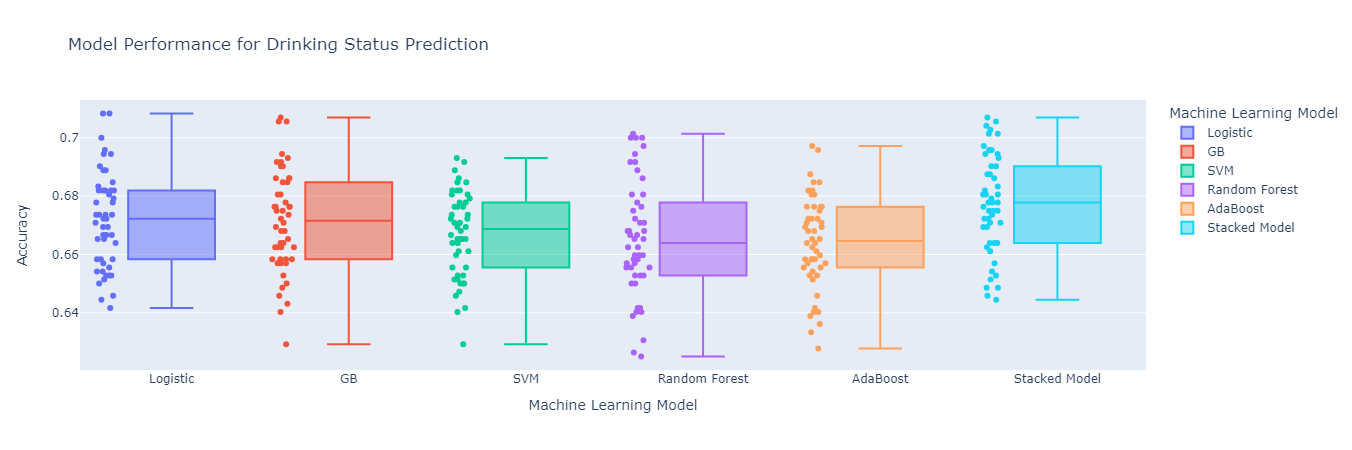 Model Performance for Drinking Status Prediction
Machine Learning Model
Logistic
GB
SVM
Random Forest
AdaBoost
Stacked Model
Accuracy
0.7
0.68
0.66
0.64
Logistic
GB
SVM
Random Forest
AdaBoost
Stacked Model
Machine Learning Model